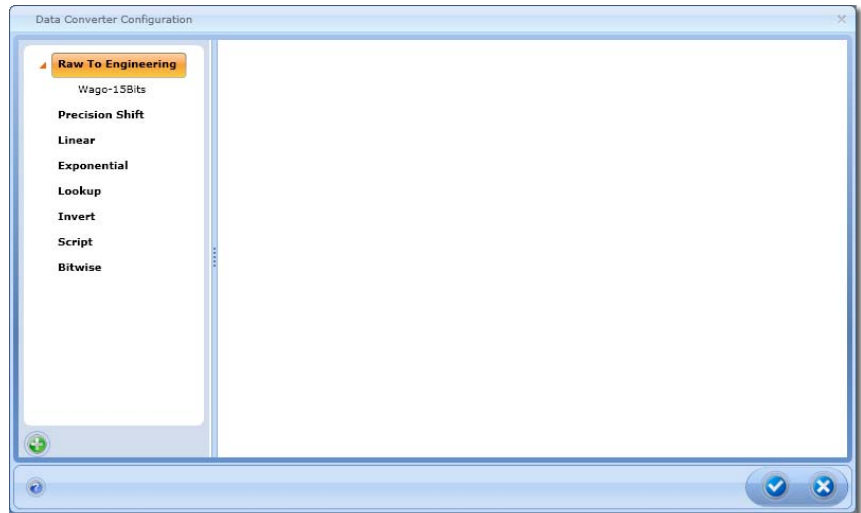 Data Converter Configuration
Raw To Engineering
Wago-15Bits
Precision Shift
Linear
Exponential
Lookup
Invert
Script
Bitwise